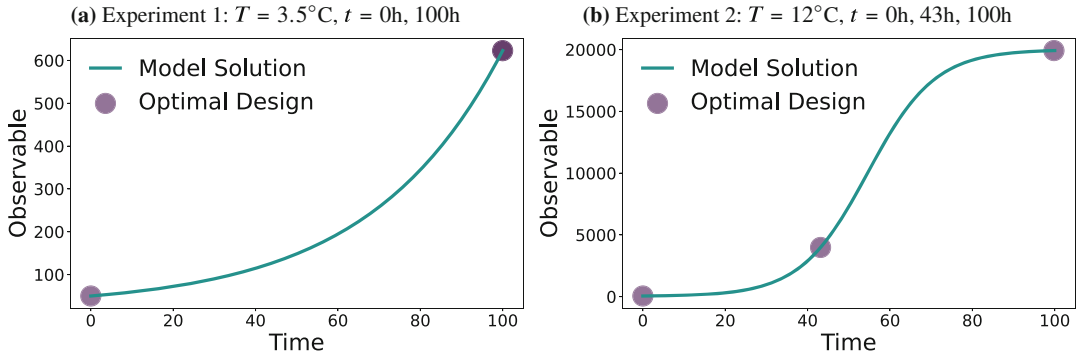 (a) Experiment 1: T = 3.5°C, t = 0h, 100h
600
500
400
300
200
100
Observable
Model Solution
Optimal Design
0 20 40 60 80 100
Time
(b) Experiment 2: T = 12°C, t = 0h, 43h, 100h
20000
15000
10000
5000
0
Observable
Model Solution
Optimal Design
0 20 40 60 80 100
Time